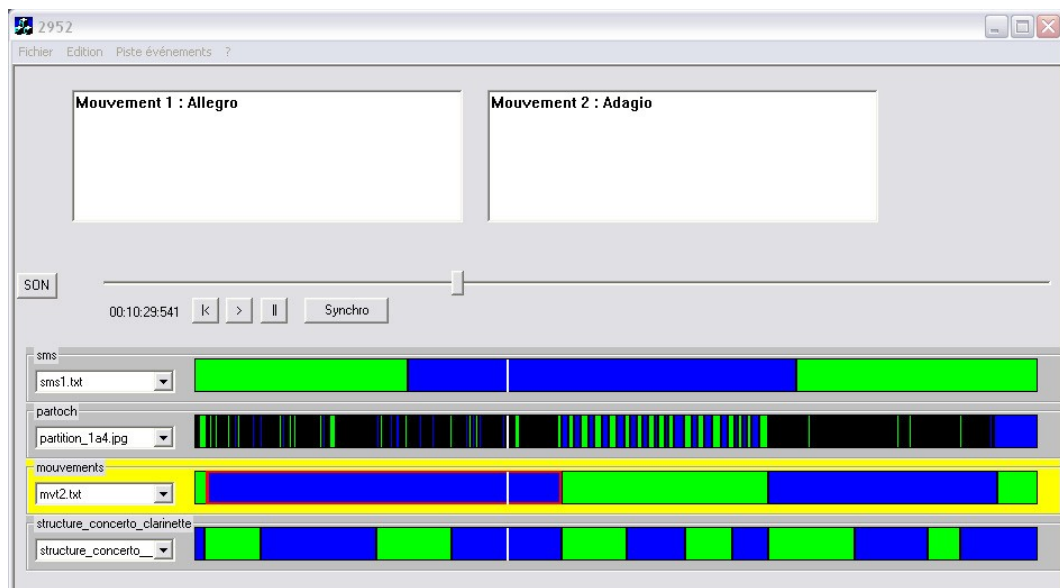 2952
Fichier Edition Piste événements ?
Mouvement 1 : Allegro
Mouvement 2 : Adagio
SON
00:10:29:541 |< > || Synchro
sms
sms1.txt
partoch
partition_1a4.jpg
mouvements
mvt2.txt
structure_concerto_clarinette
structure_concerto__